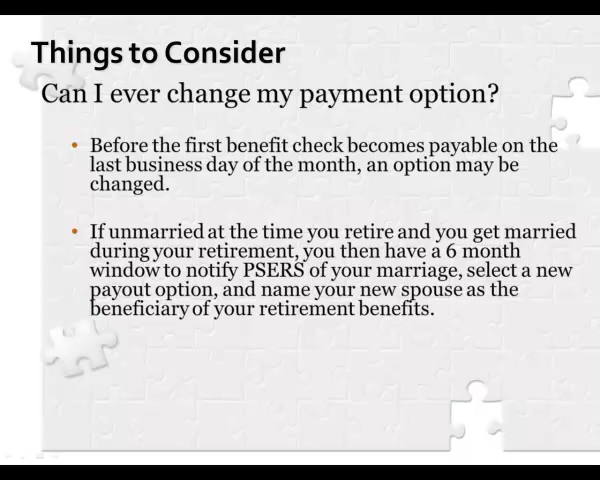 Things to Consider
Can I ever change my payment option?
• Before the first benefit check becomes payable on the
last business day of the month, an option may be
changed.
• If unmarried at the time you retire and you get married
during your retirement, you then have a 6 month
window to notify PSERS of your marriage, select a new
payout option, and name your new spouse as the
beneficiary of your retirement benefits.